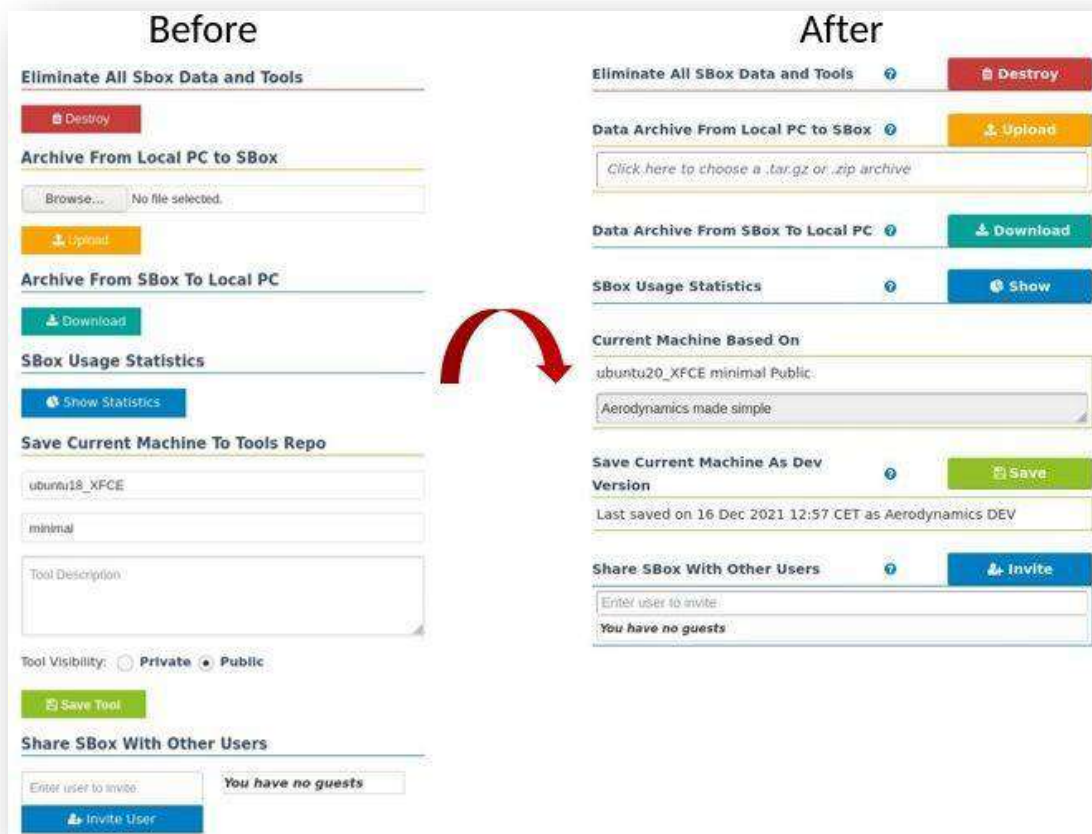 Before
Eliminate All Sbox Data and Tools
Destroy
Archive From Local PC to SBox
Browse... No file selected.
Upload
Archive From SBox To Local PC
Download
SBox Usage Statistics
Show Statistics
Save Current Machine To Tools Repo
ubuntu18_XFCE
minimal
Tool Description
Tool Visibility: Private Public
Save Tool
Share SBox With Other Users
Enter user to invite
You have no guests
Invite User
After
Eliminate All SBox Data and Tools ? Destroy
Data Archive From Local PC to SBox ? Upload
Click here to choose a .tar.gz or .zip archive
Data Archive From SBox To Local PC ? Download
SBox Usage Statistics ? Show
Current Machine Based On
ubuntu20_XFCE minimal Public
Aerodynamics made simple
Save Current Machine As Dev
Version ? Save
Last saved on 16 Dec 2021 12:57 CET as Aerodynamics DEV
Share SBox With Other Users ? Invite
Enter user to invite
You have no guests